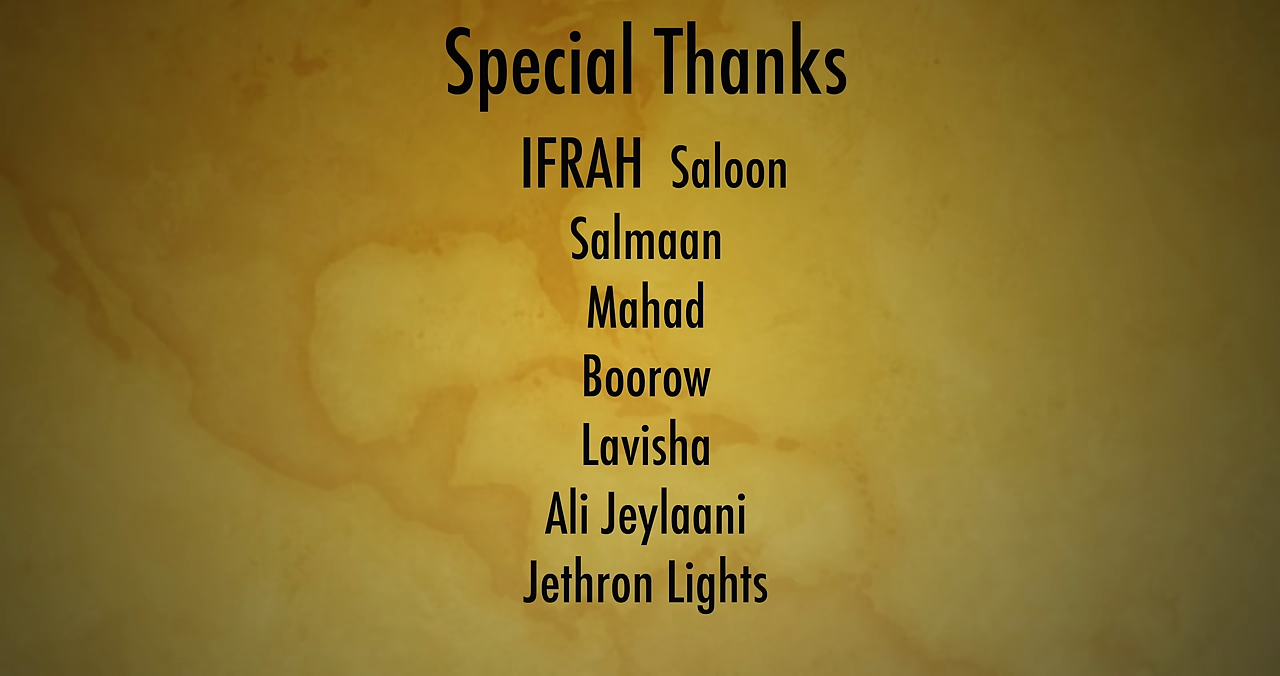 Special Thanks
IFRAH Saloon
Salmaan
Mahad
Boorow
Lavisha
Ali Jeylaani
Jethron Lights